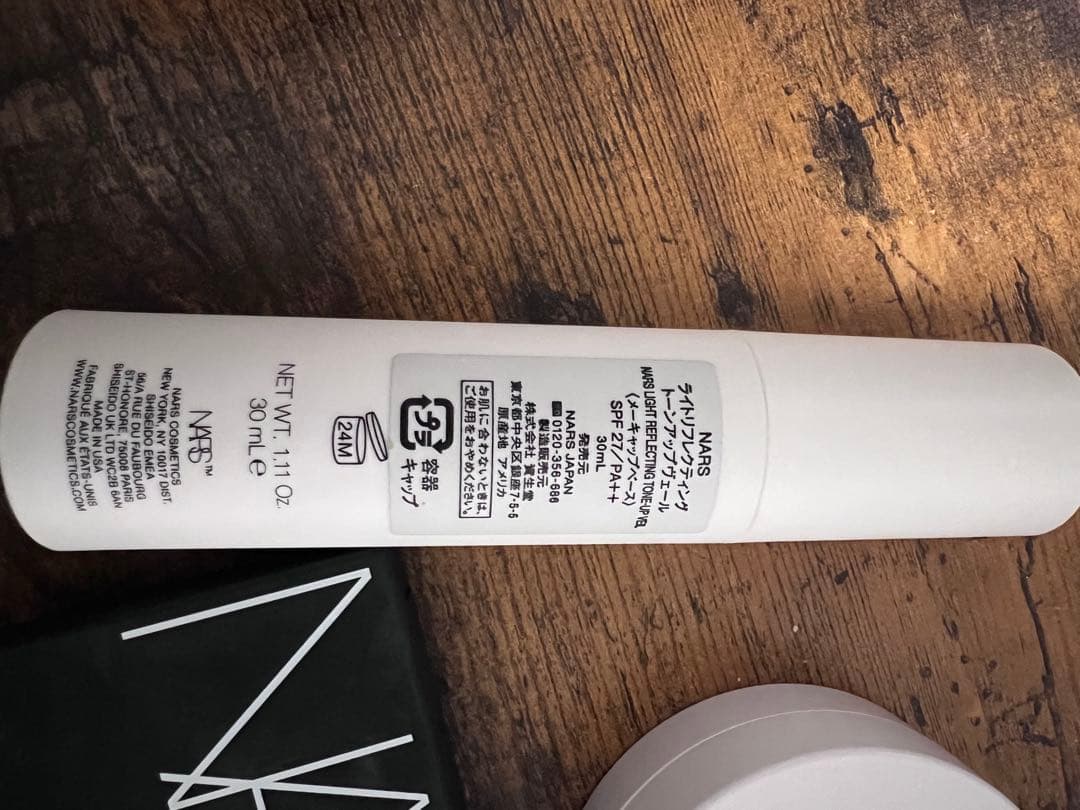 NARS
ライトリフレクティング
トーンアップヴェール
NARS LIGHT REFLECTING TONE-UP VEIL
〈メーキャップベース〉
SPF 27/PA++
30mL
発売元
NARS JAPAN
0120-356-686
製造販売元
株式会社 資生堂
東京都中央区銀座7-5-5
原産地 アメリカ
お肌に合わないときは、
ご使用をおやめください。
プラ
容器
キャップ
24M
NET WT. 1.11 OZ.
30 mL e
NARS™
NARS COSMETICS
NEW YORK, NY 10017 DIST.
SHISEIDO EMEA
56/A RUE DU FAUBOURG
ST-HONORE, 75008 PARIS
SHISEIDO UK LTD WC2B 6AN
MADE IN USA
FABRIQUE AUX ÉTATS-UNIS
WWW.NARSCOSMETICS.COM